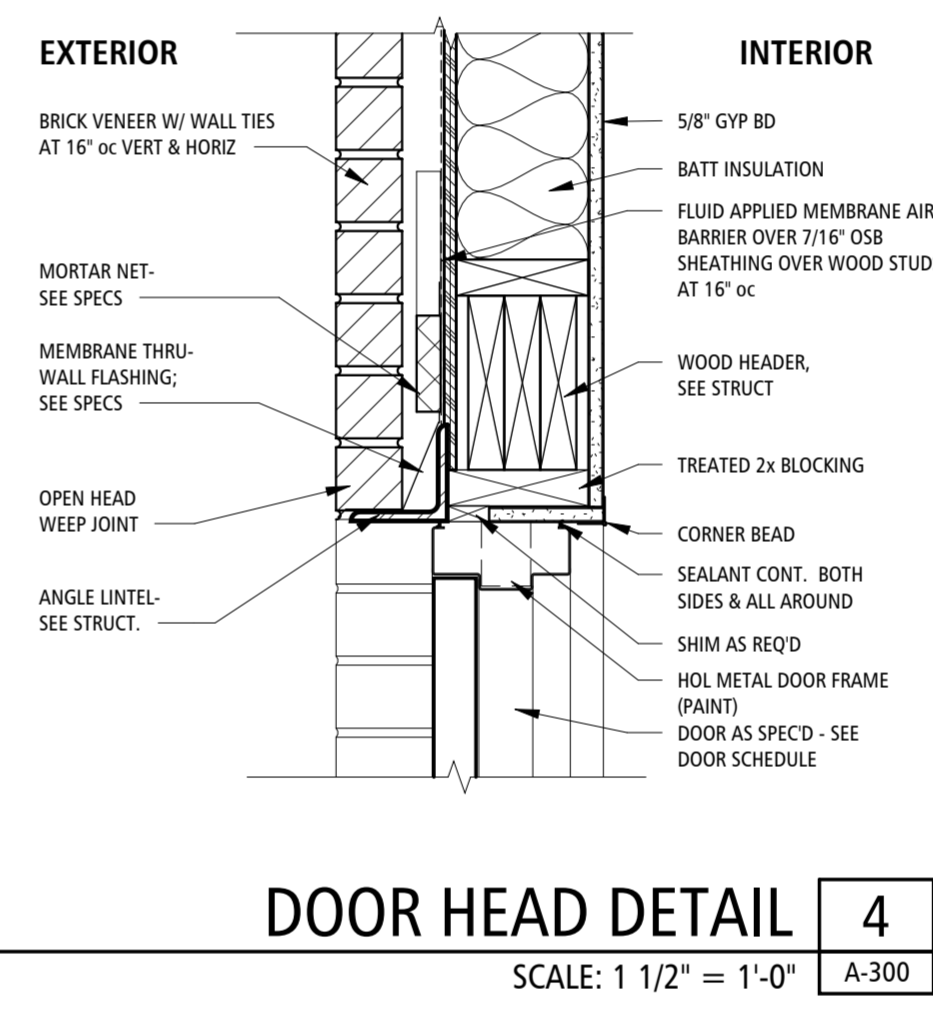 EXTERIOR
BRICK VENEER W/ WALL TIES
AT 16" oc VERT & HORIZ
MORTAR NET-
SEE SPECS
MEMBRANE THRU-
WALL FLASHING;
SEE SPECS
OPEN HEAD
WEEP JOINT
ANGLE LINTEL-
SEE STRUCT.
INTERIOR
5/8" GYP BD
BATT INSULATION
FLUID APPLIED MEMBRANE AIR
BARRIER OVER 7/16" OSB
SHEATHING OVER WOOD STUD
AT 16" oc
WOOD HEADER,
SEE STRUCT
TREATED 2x BLOCKING
CORNER BEAD
SEALANT CONT. BOTH
SIDES & ALL AROUND
SHIM AS REQ'D
HOL METAL DOOR FRAME
(PAINT)
DOOR AS SPEC'D - SEE
DOOR SCHEDULE
DOOR HEAD DETAIL
4
SCALE: 1 1/2" = 1'-0"
A-300